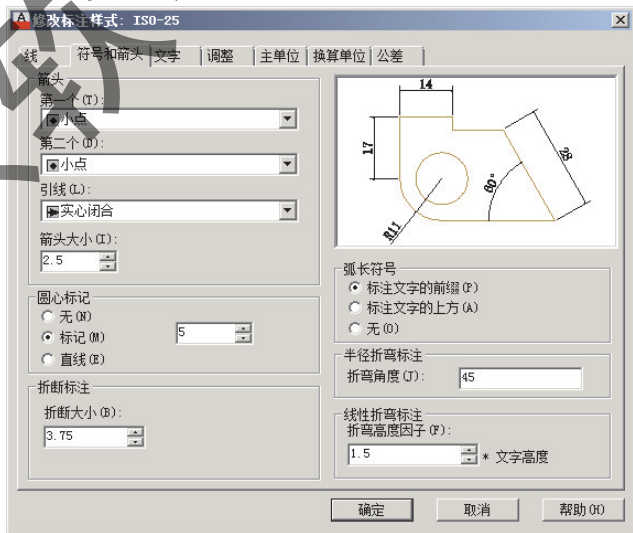 修改标注样式: ISO-25
线 符号和箭头 文字 调整 主单位 换算单位 公差
箭头
第一个(T):
小点
第二个(D):
小点
引线(L):
实心闭合
箭头大小(I):
2.5
圆心标记
无(N)
标记(M)
5
直线(E)
折断标注
折断大小(B):
3.75
14
17
28
60°
R11
弧长符号
标注文字的前缀(P)
标注文字的上方(A)
无(O)
半径折弯标注
折弯角度(J):
45
线性折弯标注
折弯高度因子(F):
1.5
* 文字高度
确定 取消 帮助(H)